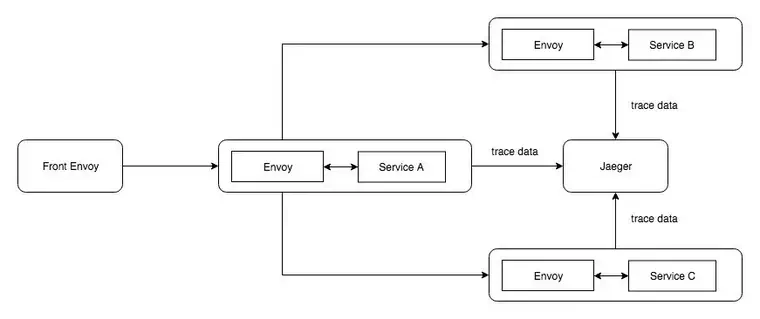 Envoy
Service B
trace data
Front Envoy
Envoy
Service A
trace data
Jaeger
trace data
Envoy
Service C